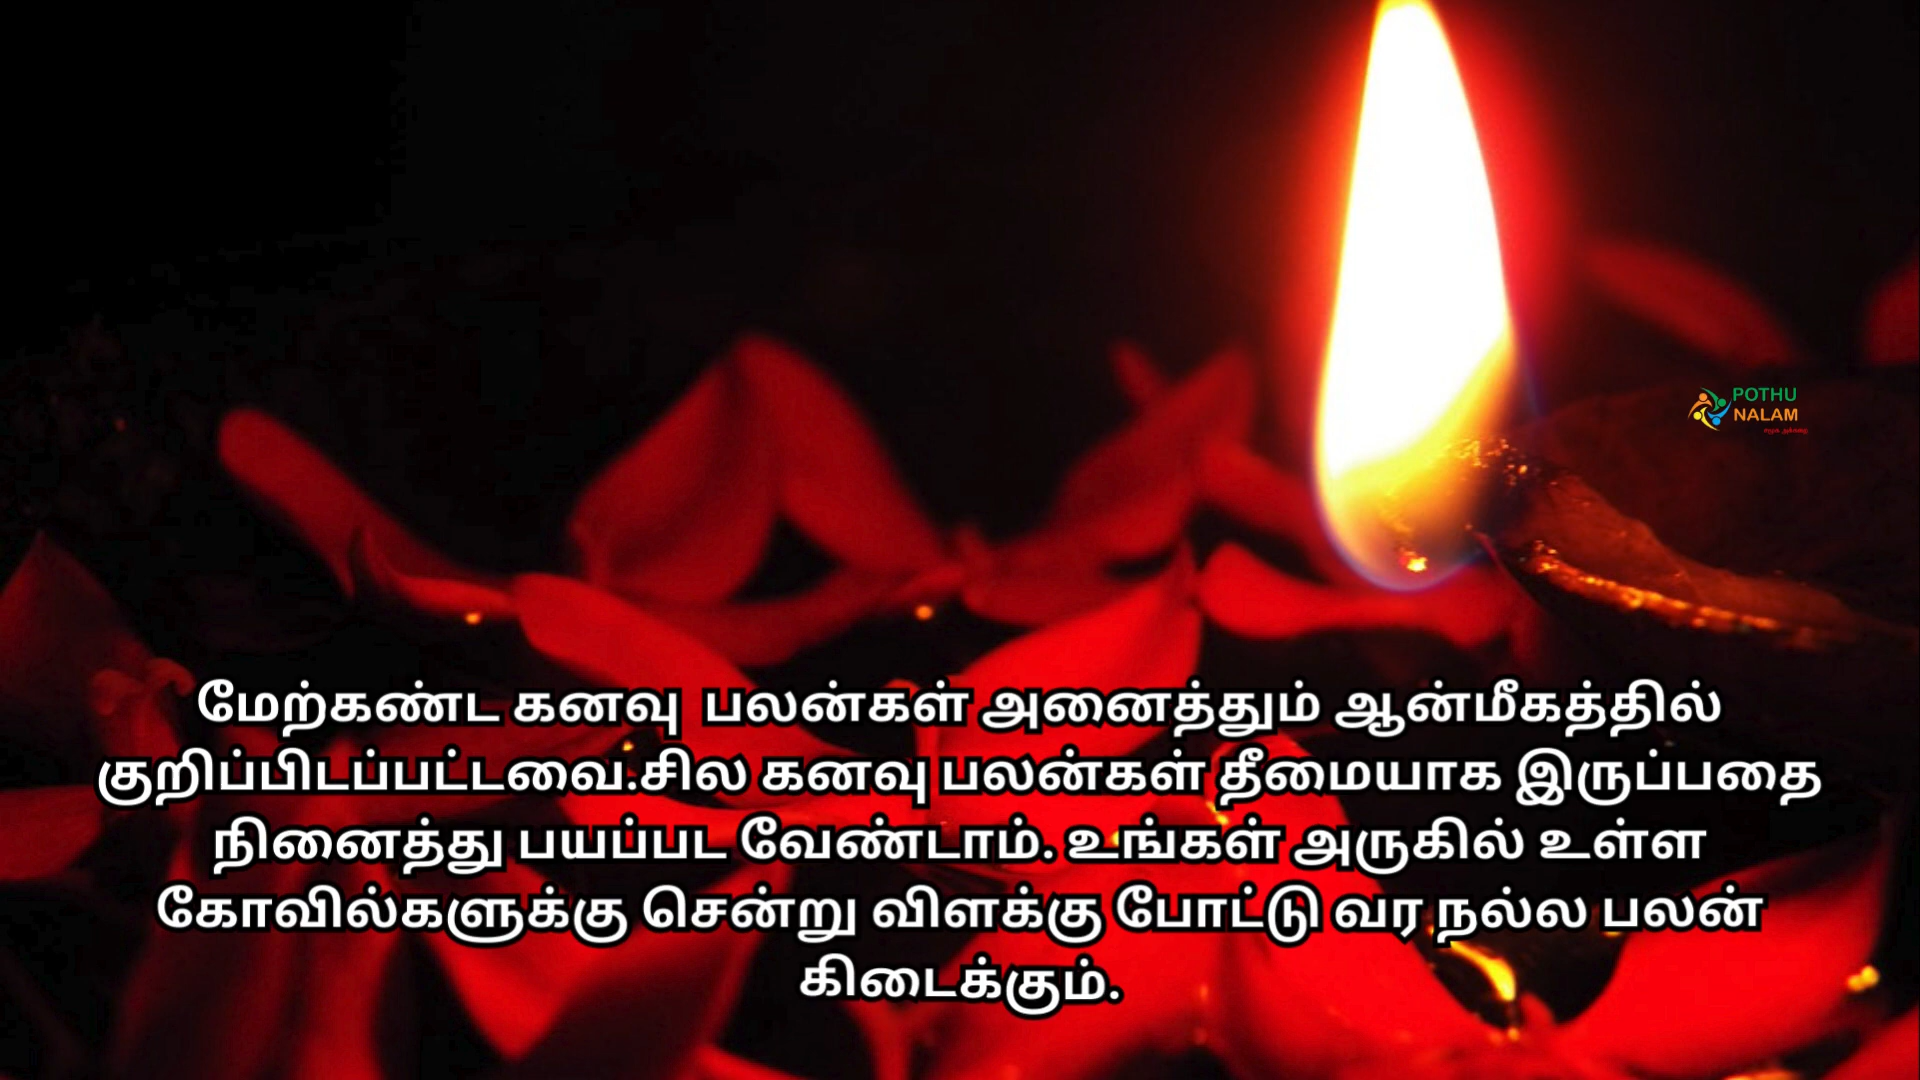 POTHU
NALAM
மேற்கண்ட கனவு பலன்கள் அனைத்தும் ஆன்மீகத்தில்
குறிப்பிடப்பட்டவை.சில கனவு பலன்கள் தீமையாக இருப்பதை
நினைத்து பயப்பட வேண்டாம். உங்கள் அருகில் உள்ள
கோவில்களுக்கு சென்று விளக்கு போட்டு வர நல்ல பலன்
கிடைக்கும்.